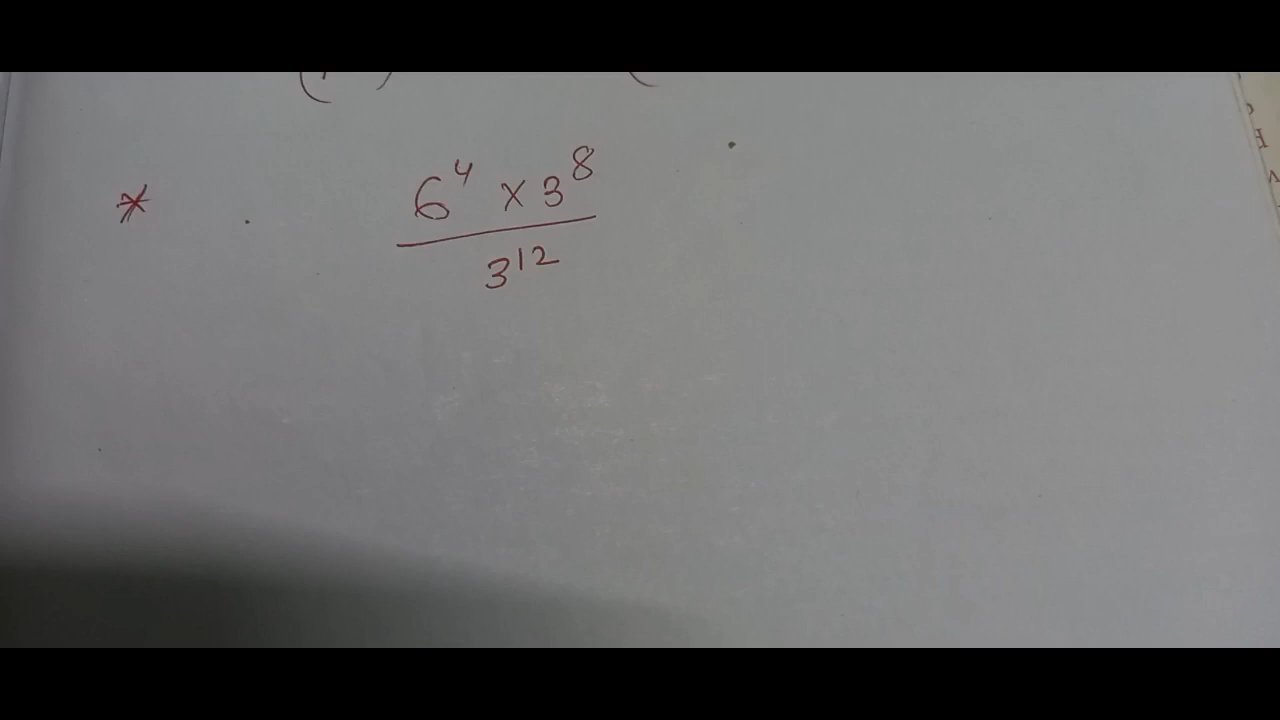 * 6⁴ × 3⁸
3¹²